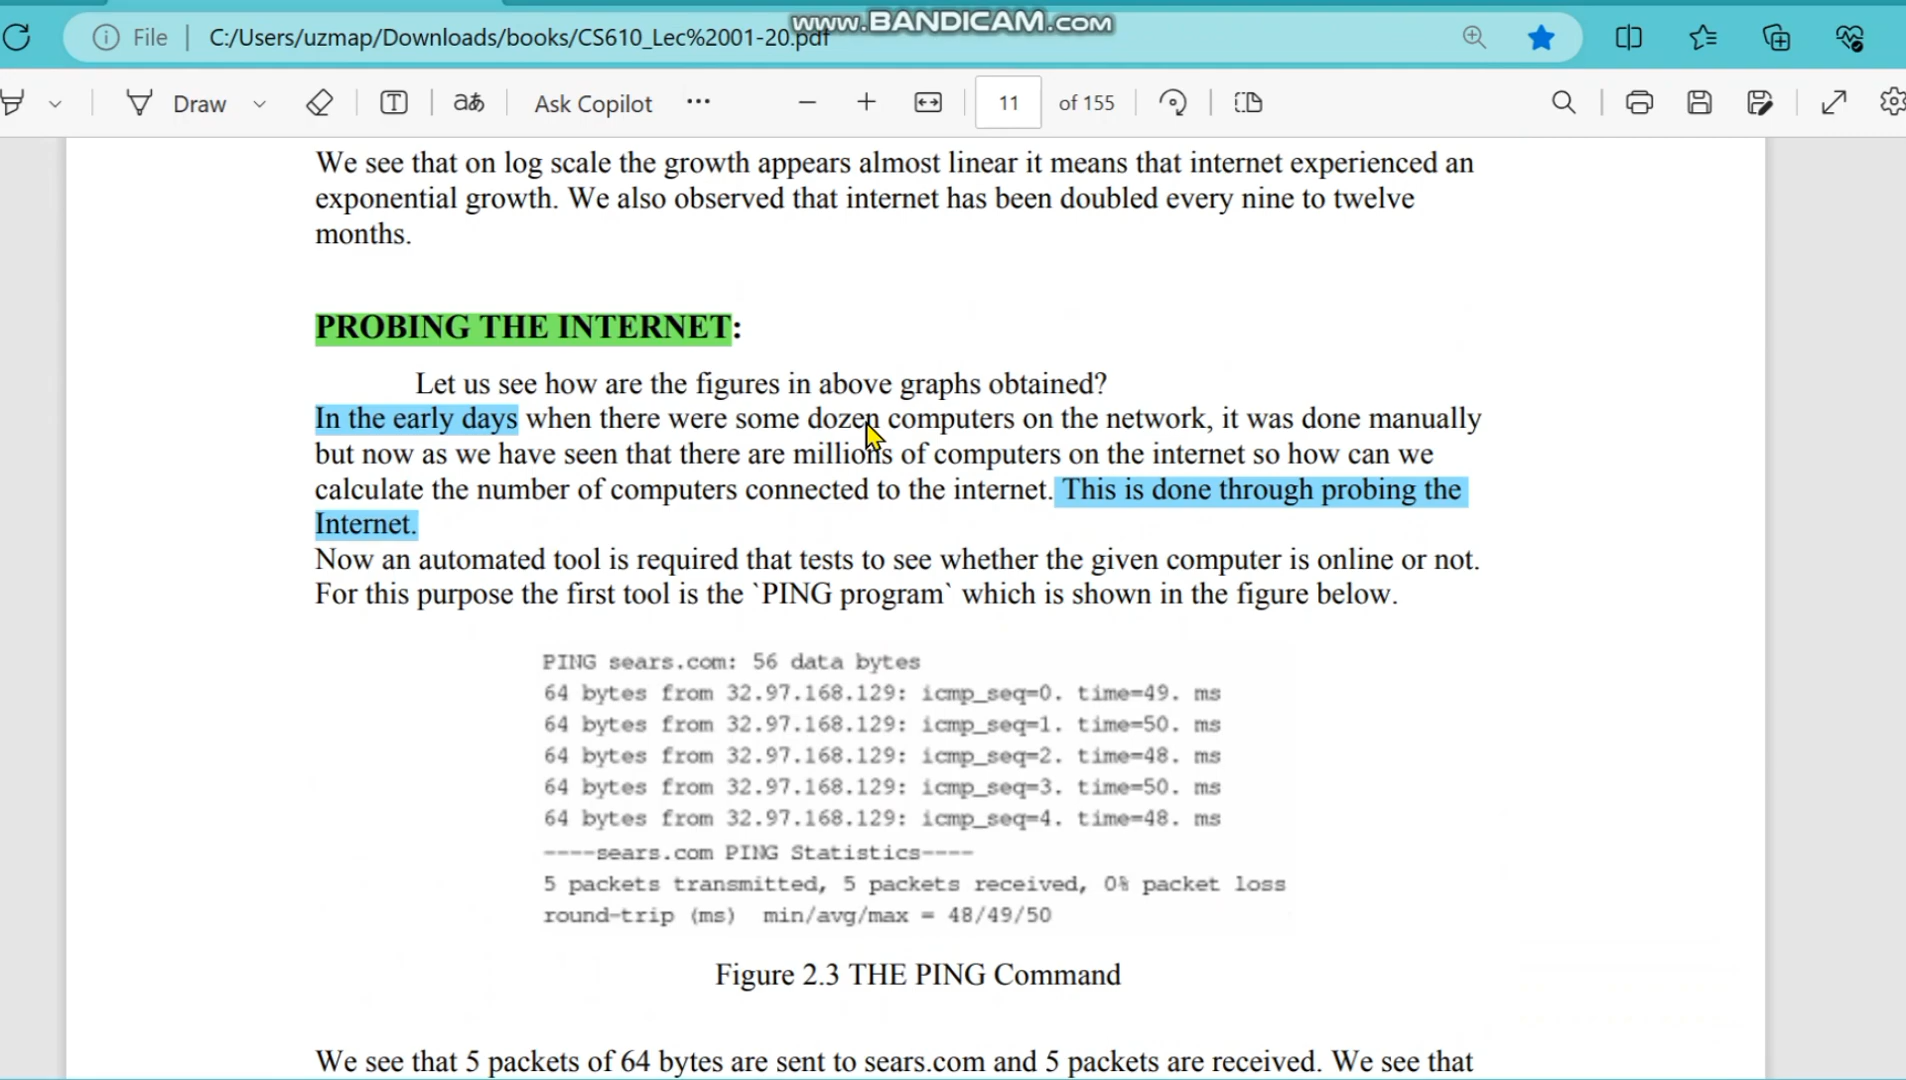 www.BANDICAM.com
File | C:/Users/uzmap/Downloads/books/CS610_Lec%2001-20.pdf
Draw T aあ Ask Copilot ... 11 of 155
We see that on log scale the growth appears almost linear it means that internet experienced an
exponential growth. We also observed that internet has been doubled every nine to twelve
months.
PROBING THE INTERNET:
Let us see how are the figures in above graphs obtained?
In the early days when there were some dozen computers on the network, it was done manually
but now as we have seen that there are millions of computers on the internet so how can we
calculate the number of computers connected to the internet. This is done through probing the
Internet.
Now an automated tool is required that tests to see whether the given computer is online or not.
For this purpose the first tool is the `PING program` which is shown in the figure below.
PING sears.com: 56 data bytes
64 bytes from 32.97.168.129: icmp_seq=0. time=49. ms
64 bytes from 32.97.168.129: icmp_seq=1. time=50. ms
64 bytes from 32.97.168.129: icmp_seq=2. time=48. ms
64 bytes from 32.97.168.129: icmp_seq=3. time=50. ms
64 bytes from 32.97.168.129: icmp_seq=4. time=48. ms
----sears.com PING Statistics----
5 packets transmitted, 5 packets received, 0% packet loss
round-trip (ms) min/avg/max = 48/49/50
Figure 2.3 THE PING Command
We see that 5 packets of 64 bytes are sent to sears.com and 5 packets are received. We see that